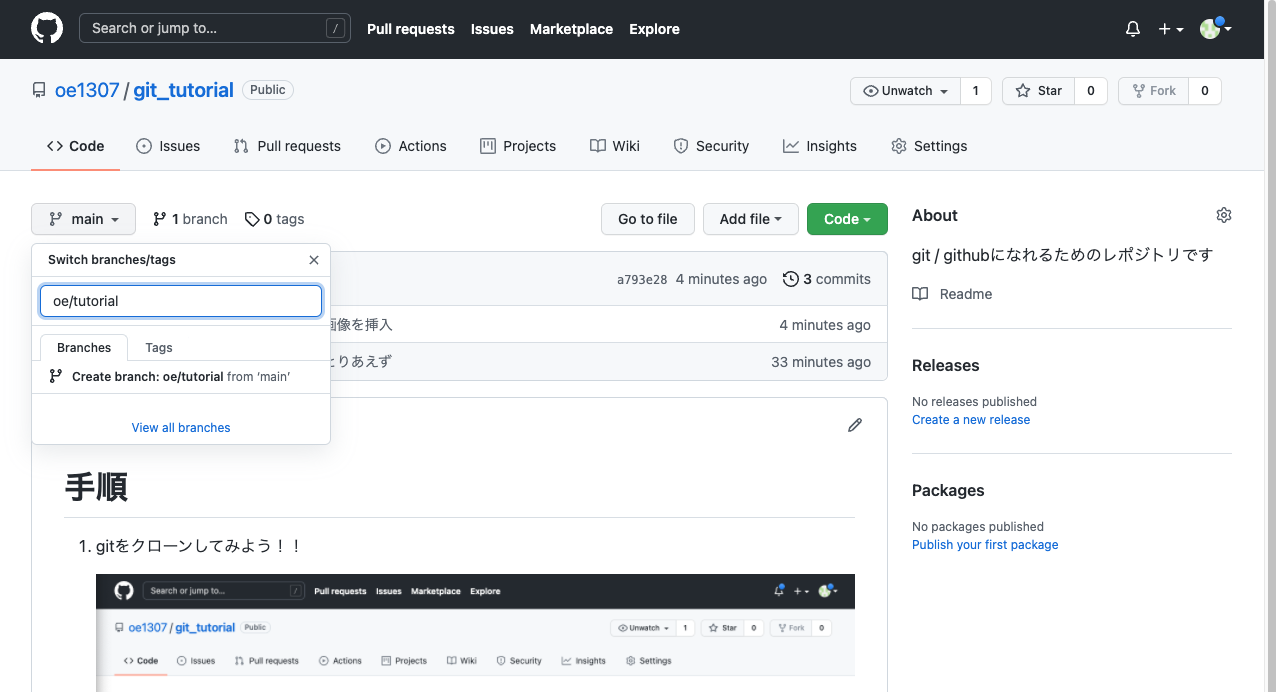 Search or jump to... /
Pull requests Issues Marketplace Explore
oe1307 / git_tutorial Public
Unwatch 1 Star 0 Fork 0
Code Issues Pull requests Actions Projects Wiki Security Insights Settings
main 1 branch 0 tags Go to file Add file Code
Switch branches/tags
oe/tutorial
Branches Tags
Create branch: oe/tutorial from ‘main’
View all branches
a793e28 4 minutes ago 3 commits
画像を挿入 4 minutes ago
とりあえず 33 minutes ago
手順
1. gitをクローンしてみよう！！
Search or jump to... /
Pull requests Issues Marketplace Explore
oe1307 / git_tutorial Public
Unwatch 1 Star 0 Fork 0
Code Issues Pull requests Actions Projects Wiki Security Insights Settings
About
git / githubになれるためのレポジトリです
Readme
Releases
No releases published
Create a new release
Packages
No packages published
Publish your first package